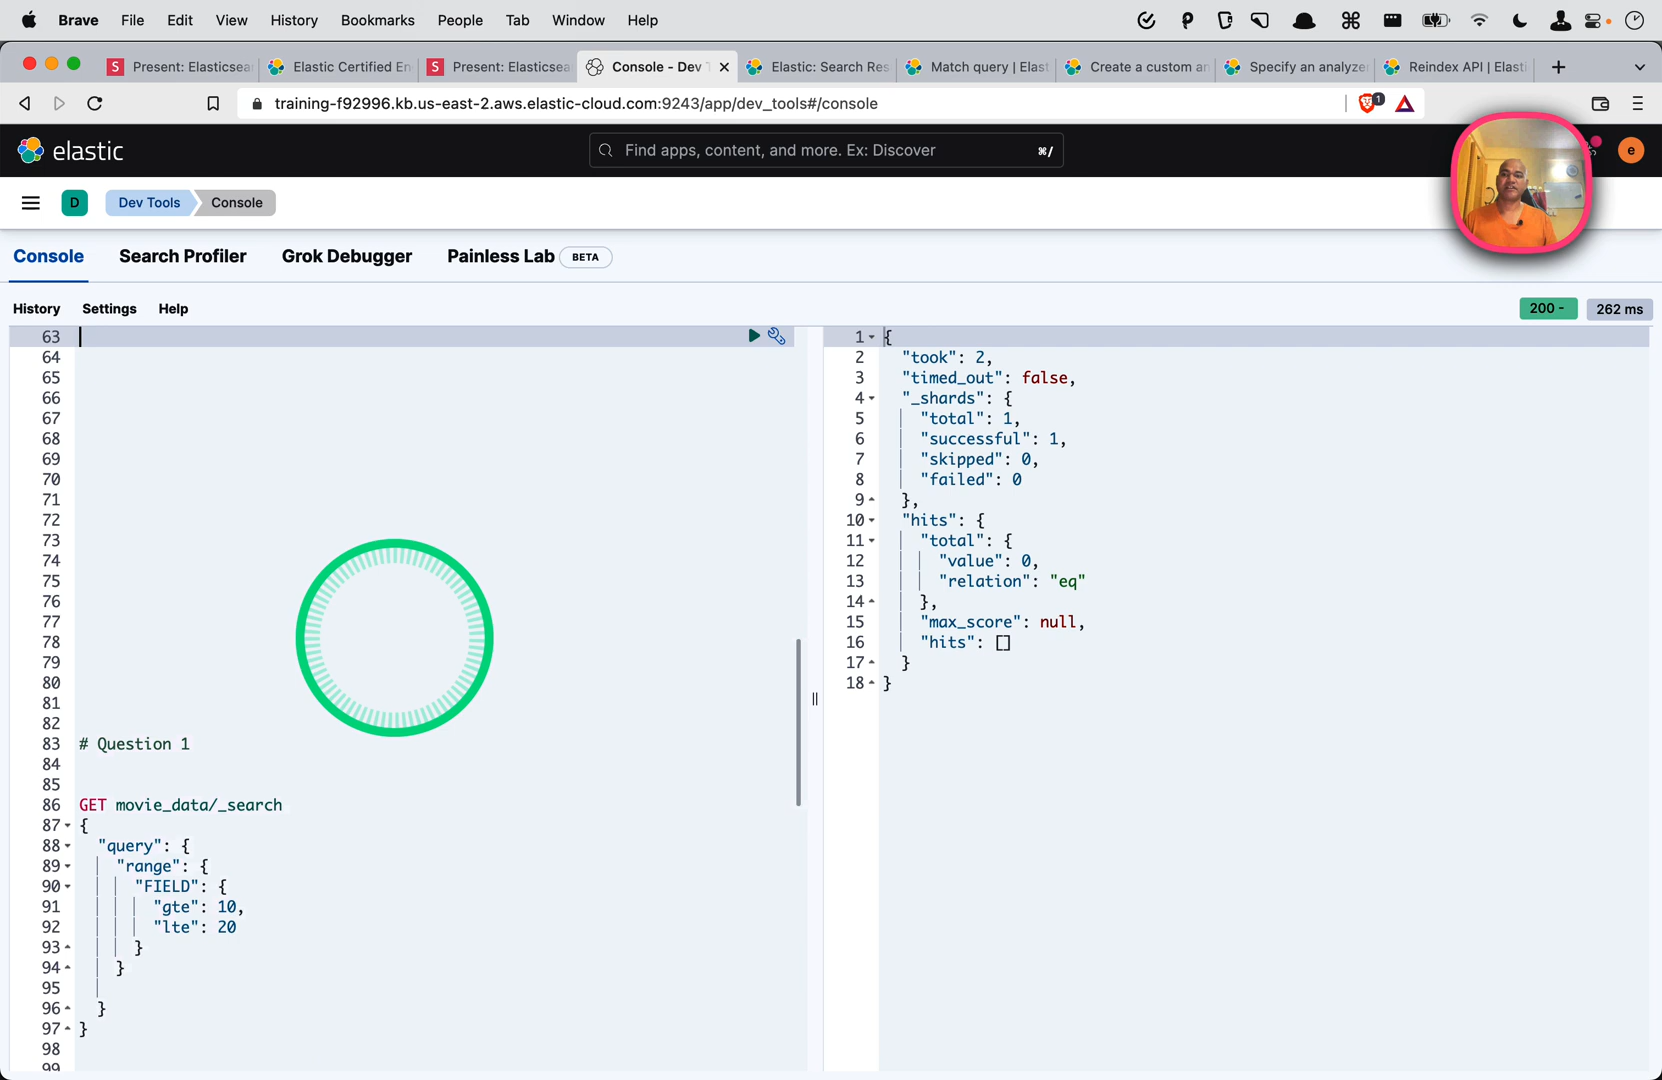 Brave File Edit View History Bookmarks People Tab Window Help
S Present: Elasticsea Elastic Certified En S Present: Elasticsea Console - Dev T Elastic: Search Res Match query | Elast Create a custom an Specify an analyze Reindex API | Elasti
training-f92996.kb.us-east-2.aws.elastic-cloud.com:9243/app/dev_tools#/console 1
elastic Find apps, content, and more. Ex: Discover ⌘/ e
D Dev Tools Console
Console Search Profiler Grok Debugger Painless Lab BETA
History Settings Help 200 - 262 ms
63
64
65
66
67
68
69
70
71
72
73
74
75
76
77
78
79
80
81
82
83 # Question 1
84
85
86 GET movie_data/_search
87 {
88 "query": {
89 "range": {
90 "FIELD": {
91 "gte": 10,
92 "lte": 20
93 }
94 }
95
96 }
97 }
98
99
1 {
2 "took": 2,
3 "timed_out": false,
4 "_shards": {
5 "total": 1,
6 "successful": 1,
7 "skipped": 0,
8 "failed": 0
9 },
10 "hits": {
11 "total": {
12 "value": 0,
13 "relation": "eq"
14 },
15 "max_score": null,
16 "hits": []
17 }
18 }